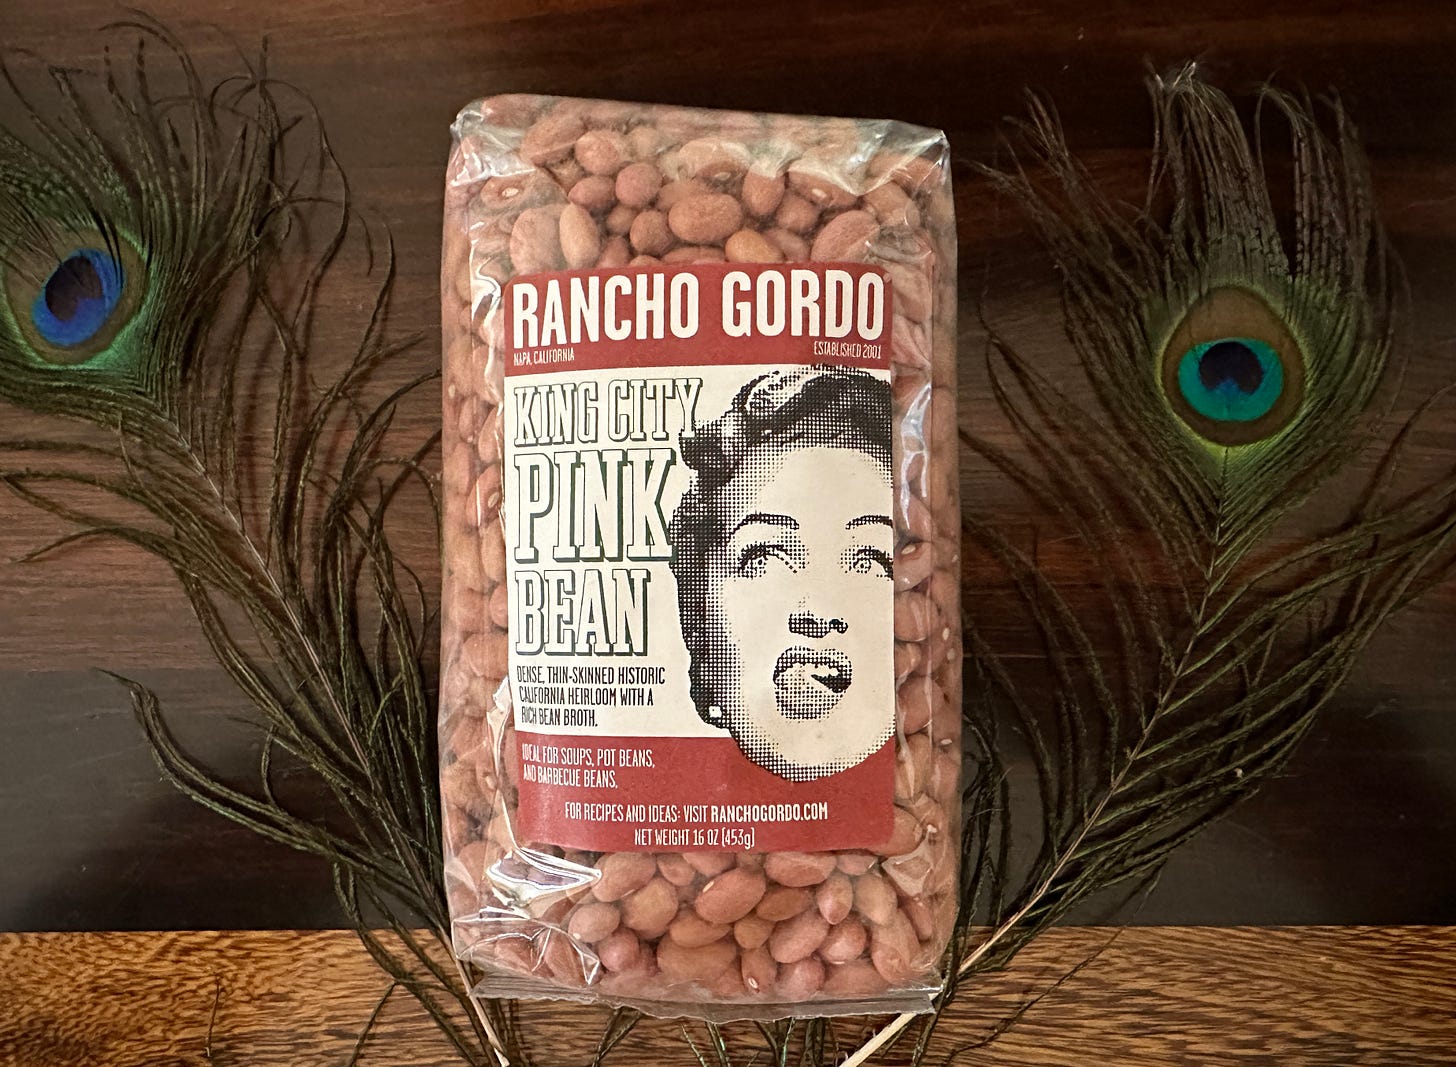 RANCHO GORDO
NAPA, CALIFORNIA
ESTABLISHED 2001
KING CITY
PINK
BEAN
DENSE, THIN-SKINNED HISTORIC
CALIFORNIA HEIRLOOM WITH A
RICH BEAN BROTH.
IDEAL FOR SOUPS, POT BEANS,
AND BARBECUE BEANS,
FOR RECIPES AND IDEAS: VISIT RANCHOGORDO.COM
NET WEIGHT 16 OZ (453g)